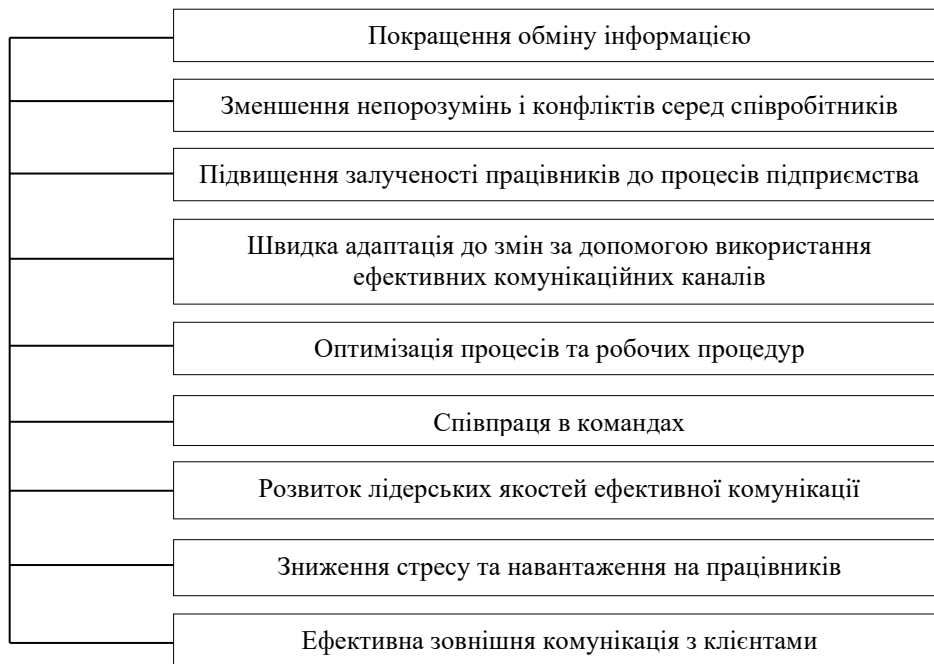 Покращення обміну інформацією
Зменшення непорозумінь і конфліктів серед співробітників
Підвищення залученості працівників до процесів підприємства
Швидка адаптація до змін за допомогою використання
ефективних комунікаційних каналів
Оптимізація процесів та робочих процедур
Співпраця в командах
Розвиток лідерських якостей ефективної комунікації
Зниження стресу та навантаження на працівників
Ефективна зовнішня комунікація з клієнтами